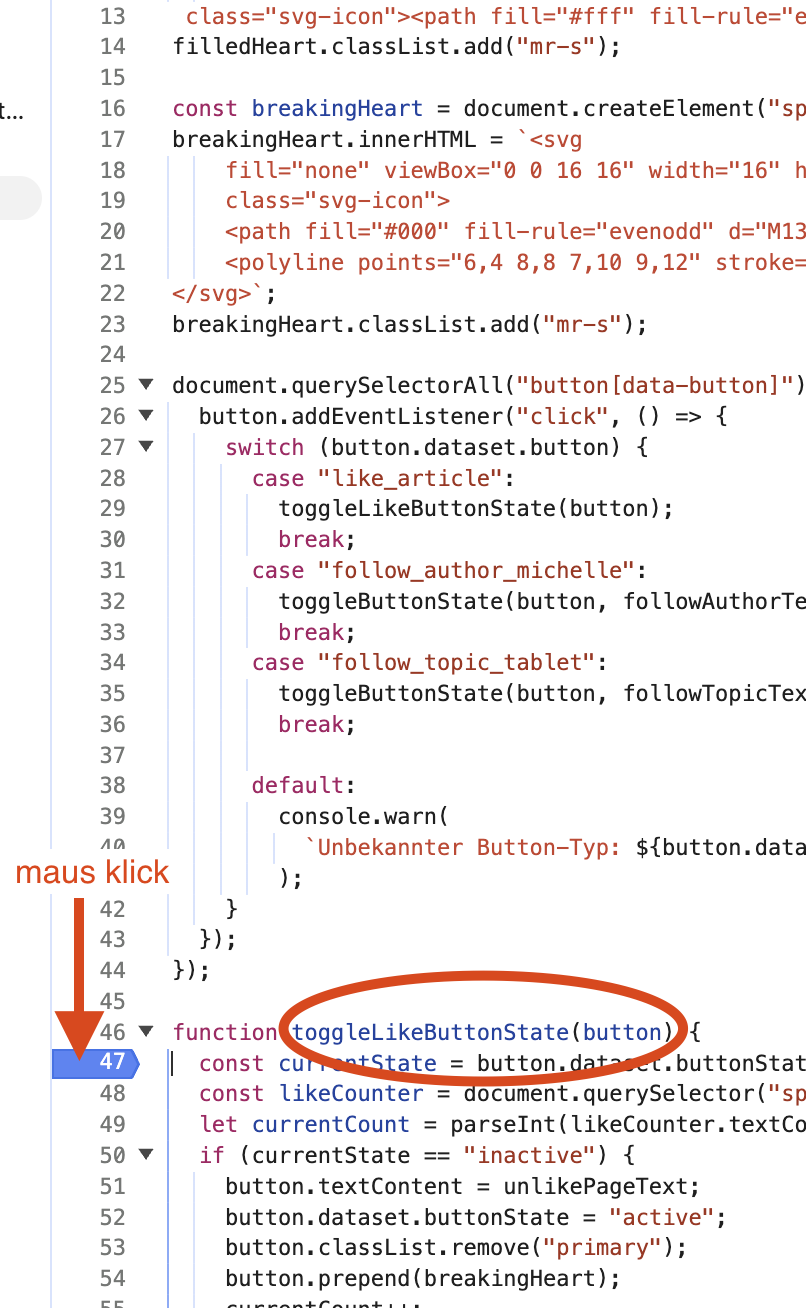 13 class="svg-icon"><path fill="#fff" fill-rule="e
14 filledHeart.classList.add("mr-s");
15
t...
16 const breakingHeart = document.createElement("sp
17 breakingHeart.innerHTML = `<svg
18 fill="none" viewBox="0 0 16 16" width="16" h
19 class="svg-icon">
20 <path fill="#000" fill-rule="evenodd" d="M13
21 <polyline points="6,4 8,8 7,10 9,12" stroke=
22 </svg>`;
23 breakingHeart.classList.add("mr-s");
24
25 document.querySelectorAll("button[data-button]")
26 button.addEventListener("click", () => {
27 switch (button.dataset.button) {
28 case "like_article":
29 toggleLikeButtonState(button);
30 break;
31 case "follow_author_michelle":
32 toggleButtonState(button, followAuthorTe
33 break;
34 case "follow_topic_tablet":
35 toggleButtonState(button, followTopicTex
36 break;
37
38 default:
39 console.warn(
40 `Unbekannter Button-Typ: ${button.data
maus klick
);
42 }
43 });
44 });
45
46 function toggleLikeButtonState(button) {
47 const currentState = button.dataset.buttonStat
48 const likeCounter = document.querySelector("sp
49 let currentCount = parseInt(likeCounter.textCo
50 if (currentState == "inactive") {
51 button.textContent = unlikePageText;
52 button.dataset.buttonState = "active";
53 button.classList.remove("primary");
54 button.prepend(breakingHeart);
55 currentCount++;